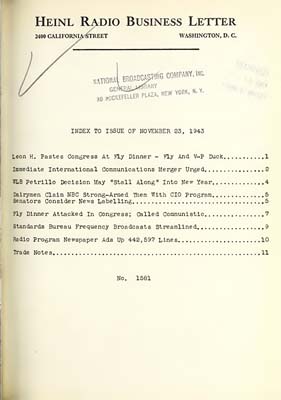 HEINL RADIO BUSINESS LETTER
2400 CALIFORNIA STREET WASHINGTON, D. C.
NATIONAL BROADCASTING COMPANY, INC.
GENERAL LIBRARY
30 ROCKEFELLER PLAZA, NEW YORK, N. Y.
INDEX TO ISSUE OF NOVEMBER 23, 1943
Leon H. Pastes Congress At Fly Dinner - Fly And V-P Duck..........1
Immediate International Communications Merger Urged...............2
WLB Petrillo Decision May "Stall Along" Into New Year,............4
Dairymen Claim NBC Strong-Armed Them With CIO Program,............5
Senators Consider News Labelling..................................5
Fly Dinner Attacked In Congress; Called Communistic,..............7
Standards Bureau Frequency Broadcasts Streamlined,................9
Radio Program Newspaper Ads Up 442,597 Lines.....................10
Trade Notes,.....................................................11
No. 1581